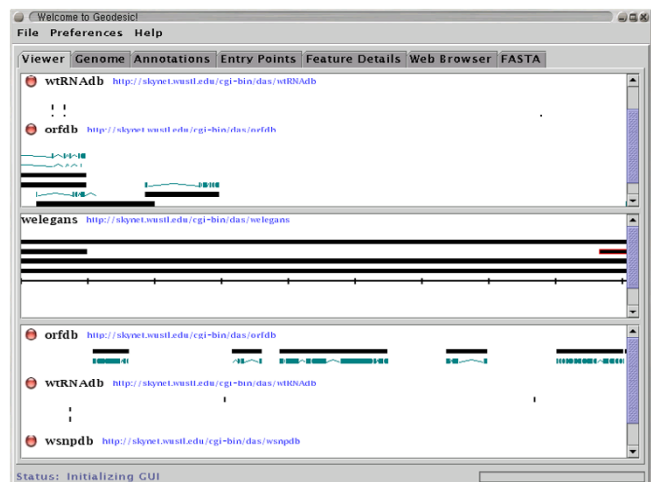 Welcome to Geodesic!
File Preferences Help
Viewer Genome Annotations Entry Points Feature Details Web Browser FASTA
wtRNAdb http://skynet.wustl.edu/cgi-bin/das/wtRNAdb
orfdb http://skynet.wustl.edu/cgi-bin/das/orfdb
welegans http://skynet.wustl.edu/cgi-bin/das/welegans
orfdb http://skynet.wustl.edu/cgi-bin/das/orfdb
wtRNAdb http://skynet.wustl.edu/cgi-bin/das/wtRNAdb
wsnpdb http://skynet.wustl.edu/cgi-bin/das/wsnpdb
Status: Initializing GUI